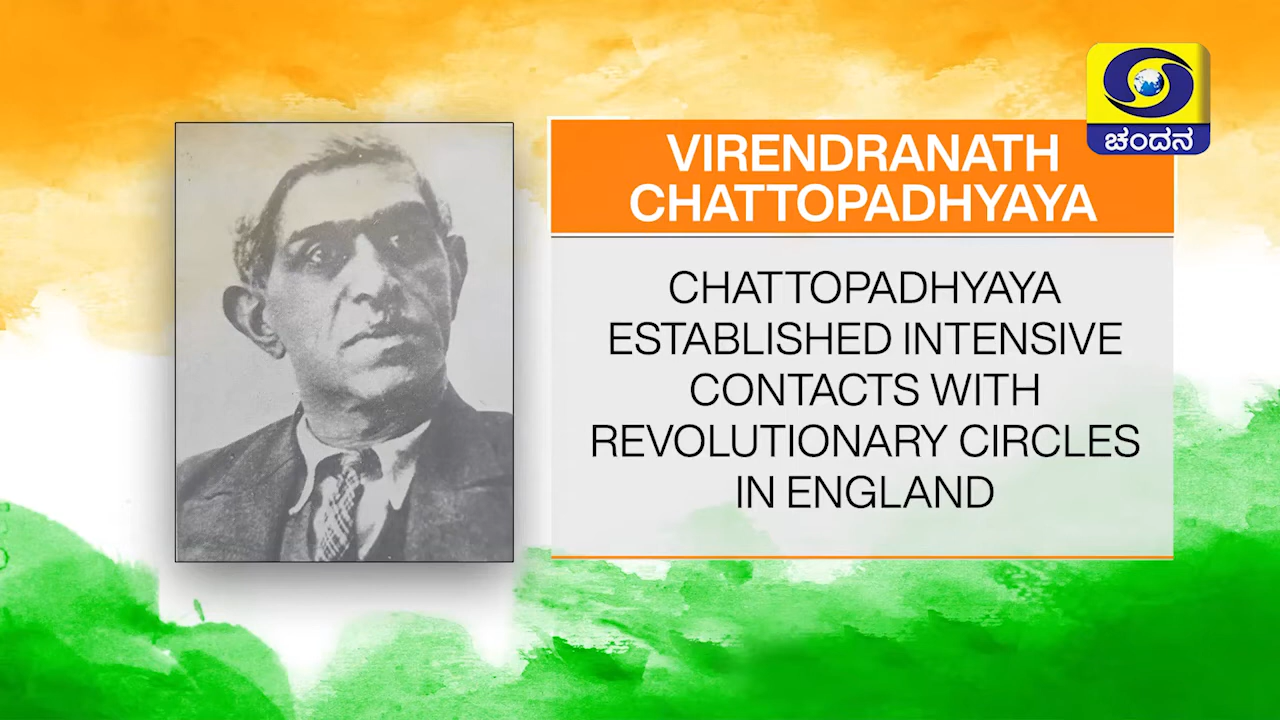 ಚಂದನ
VIRENDRANATH
CHATTOPADHYAYA
CHATTOPADHYAYA
ESTABLISHED INTENSIVE
CONTACTS WITH
REVOLUTIONARY CIRCLES
IN ENGLAND